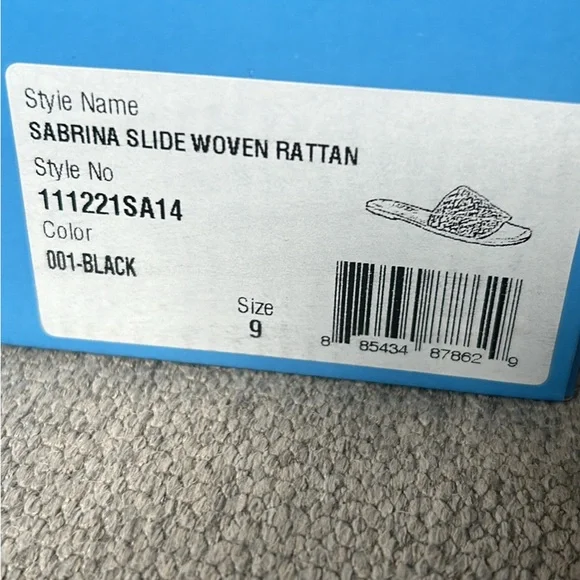 Style Name
SABRINA SLIDE WOVEN RATTAN
Style No
111221SA14
Color
001-BLACK
Size
9
8 85434 87862 9